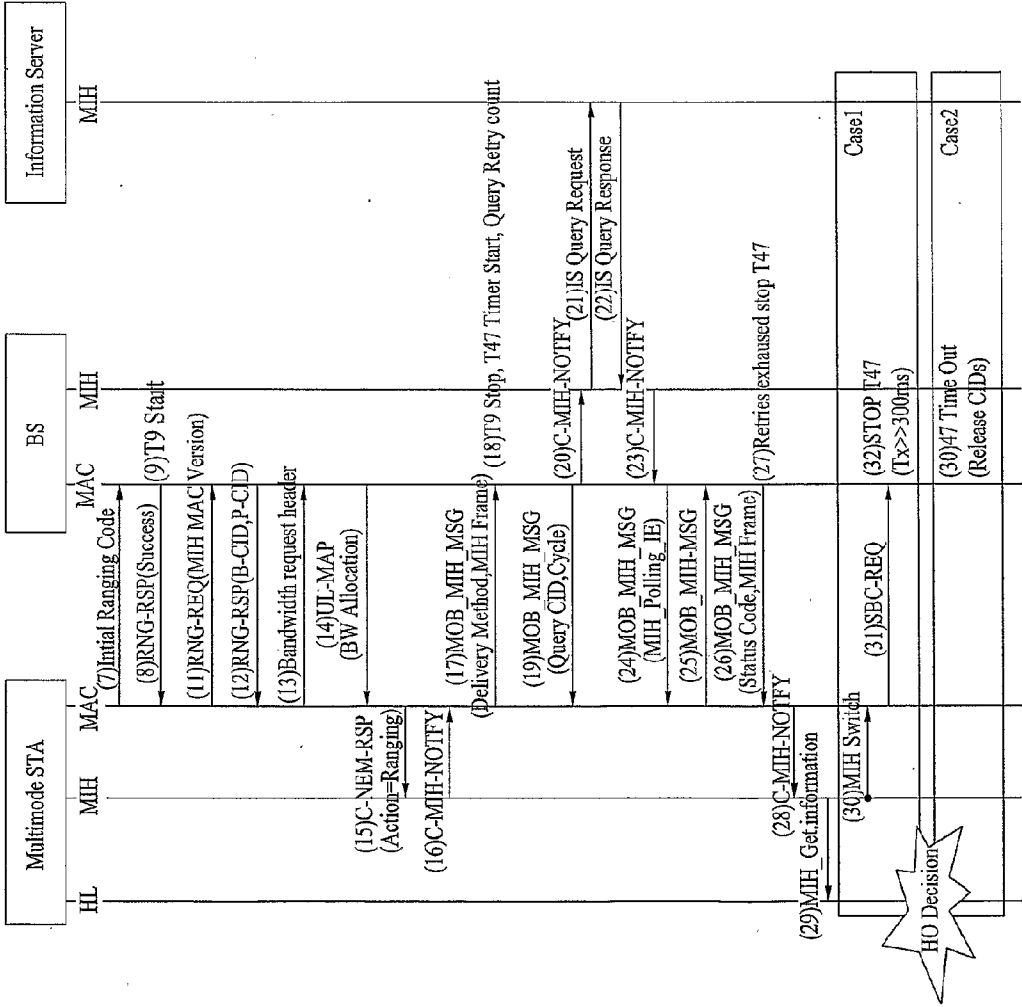 Multimode STA
BS
Information Server
HL
MIH
MAC
MAC
MIH
MIH
(7)Intial Ranging Code
(8)RNG-RSP(Success)
(9)T9 Start
(11)RNG-REQ(MIH MAC Version)
(12)RNG-RSP(B-CID,P-CID)
(13)Bandwidth request header
(14)UL-MAP
(BW Allocation)
(15)C-NEM-RSP
(Action=Ranging)
(16)C-MIH-NOTFY
(17)MOB_MIH_MSG
(Delivery Method,MIH Frame)
(18)T9 Stop, T47 Timer Start, Query Retry count
(19)MOB_MIH_MSG
(Query CID,Cycle)
(20)C-MIH-NOTFY
(21)IS Query Request
(22)IS Query Response
(23)C-MIH-NOTFY
(24)MOB_MIH_MSG
(MIH_Polling_IE)
(25)MOB_MIH-MSG
(26)MOB_MIH_MSG
(Status Code,MIH Frame)
(27)Retries exhaused stop T47
(28)C-MIH-NOTFY
(29)MIH_Get.information
(30)MIH Switch
(31)SBC-REQ
(32)STOP T47
(Tx>>300ms)
Case1
HO Decision
(30)47 Time Out
(Release CIDs)
Case2